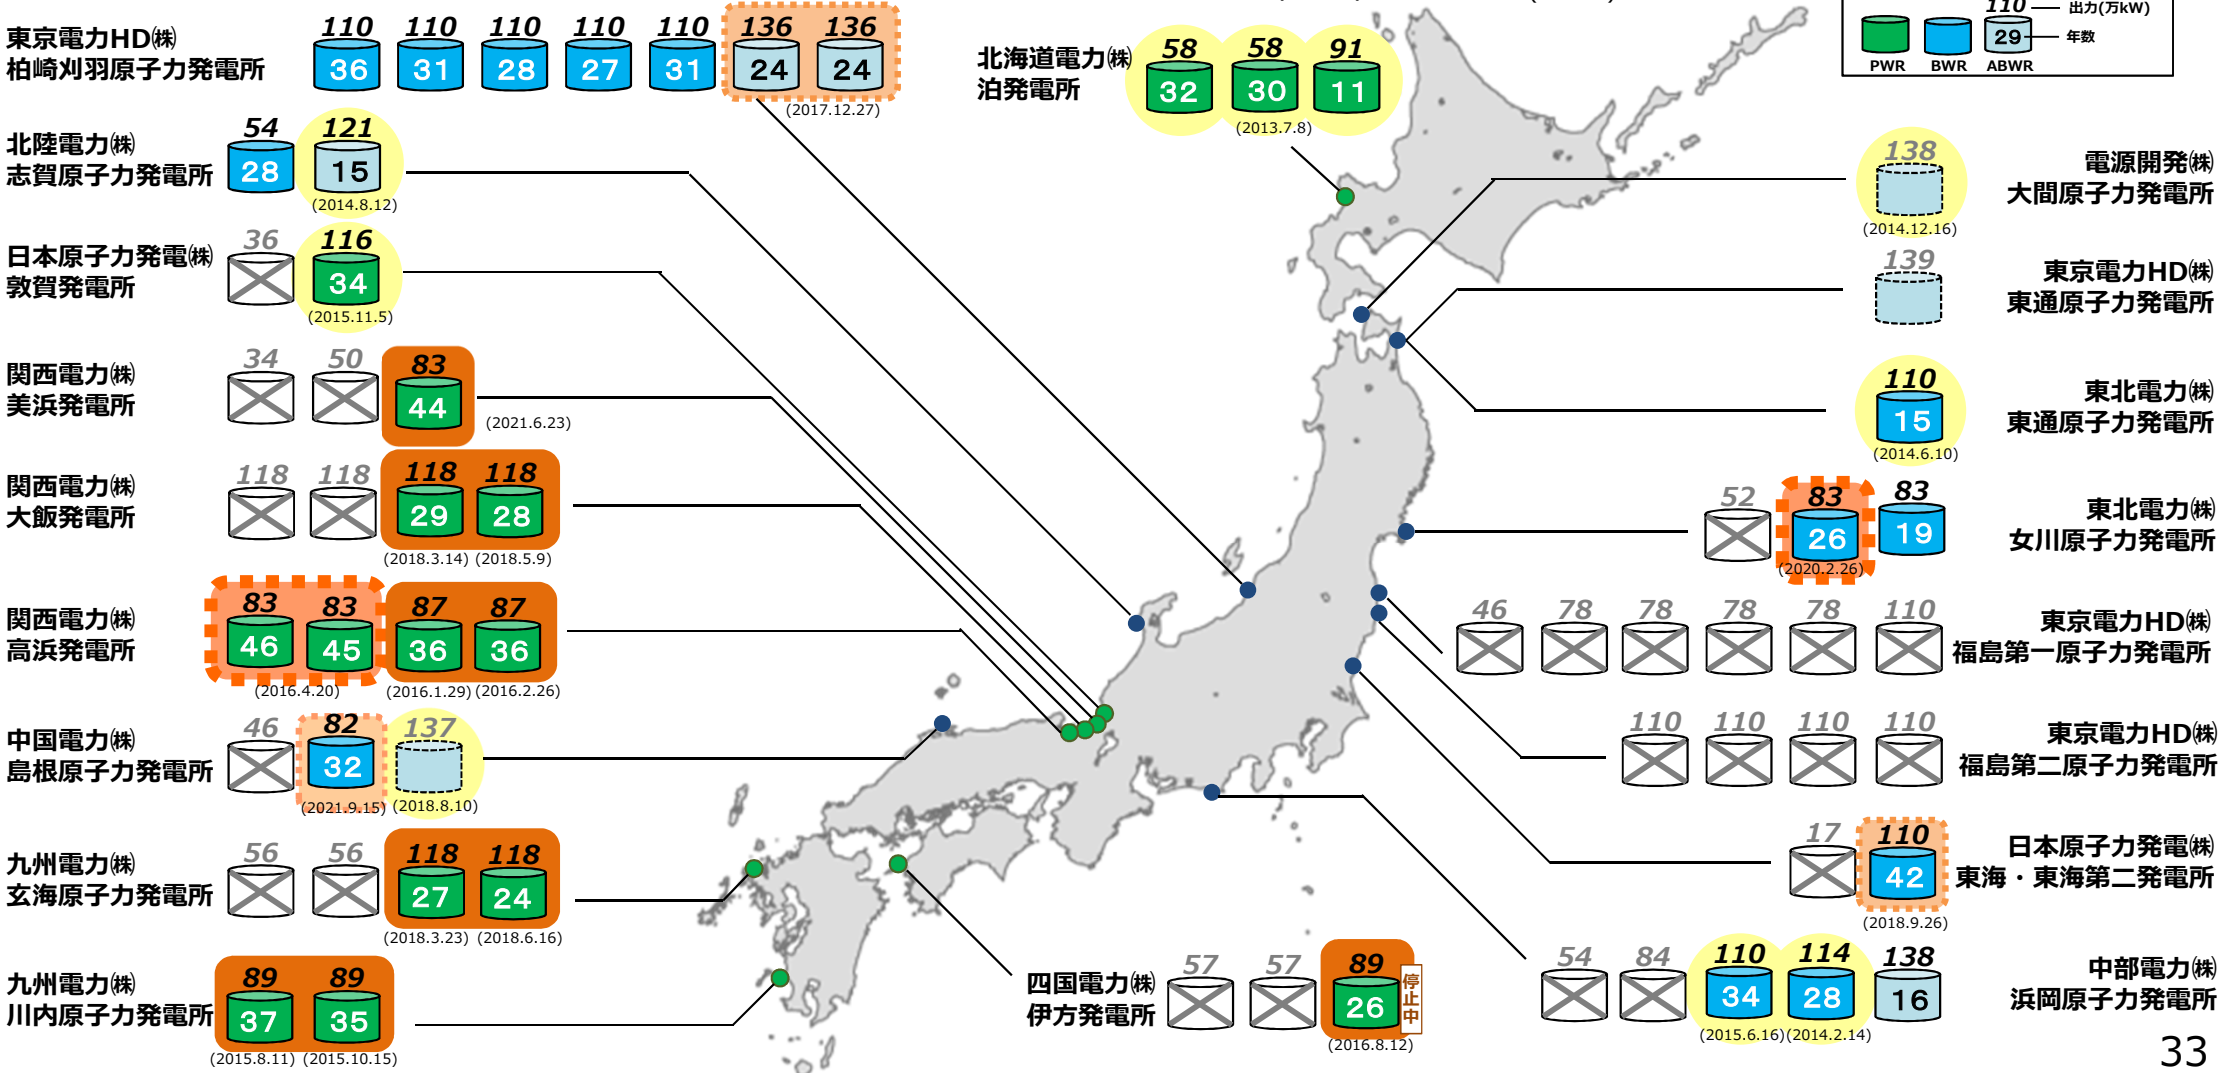 東京電力HD㈱
柏崎刈羽原子力発電所
110 110 110 110 110 136 136
36 31 28 27 31 24 24
(2017.12.27)
北陸電力㈱
志賀原子力発電所
54 121
28 15
(2014.8.12)
日本原子力発電㈱
敦賀発電所
36 116
34
(2015.11.5)
関西電力㈱
美浜発電所
34 50 83
44
(2021.6.23)
関西電力㈱
大飯発電所
118 118 118 118
29 28
(2018.3.14) (2018.5.9)
関西電力㈱
高浜発電所
83 83 87 87
46 45 36 36
(2016.4.20) (2016.1.29) (2016.2.26)
中国電力㈱
島根原子力発電所
46 82 137
32
(2021.9.15) (2018.8.10)
九州電力㈱
玄海原子力発電所
56 56 118 118
27 24
(2018.3.23) (2018.6.16)
九州電力㈱
川内原子力発電所
89 89
37 35
(2015.8.11) (2015.10.15)
北海道電力㈱
泊発電所
58 58 91
32 30 11
(2013.7.8)
四国電力㈱
伊方発電所
57 57 89
26
停止中
(2016.8.12)
110 出力(万kW)
29 年数
PWR BWR ABWR
138
電源開発㈱
大間原子力発電所
(2014.12.16)
139
東京電力HD㈱
東通原子力発電所
110
15
東北電力㈱
東通原子力発電所
(2014.6.10)
52 83 83
26 19
東北電力㈱
女川原子力発電所
(2020.2.26)
46 78 78 78 78 110
東京電力HD㈱
福島第一原子力発電所
110 110 110 110
東京電力HD㈱
福島第二原子力発電所
17 110
42
日本原子力発電㈱
東海・東海第二発電所
(2018.9.26)
54 84 110 114 138
34 28 16
中部電力㈱
浜岡原子力発電所
(2015.6.16) (2014.2.14)
33